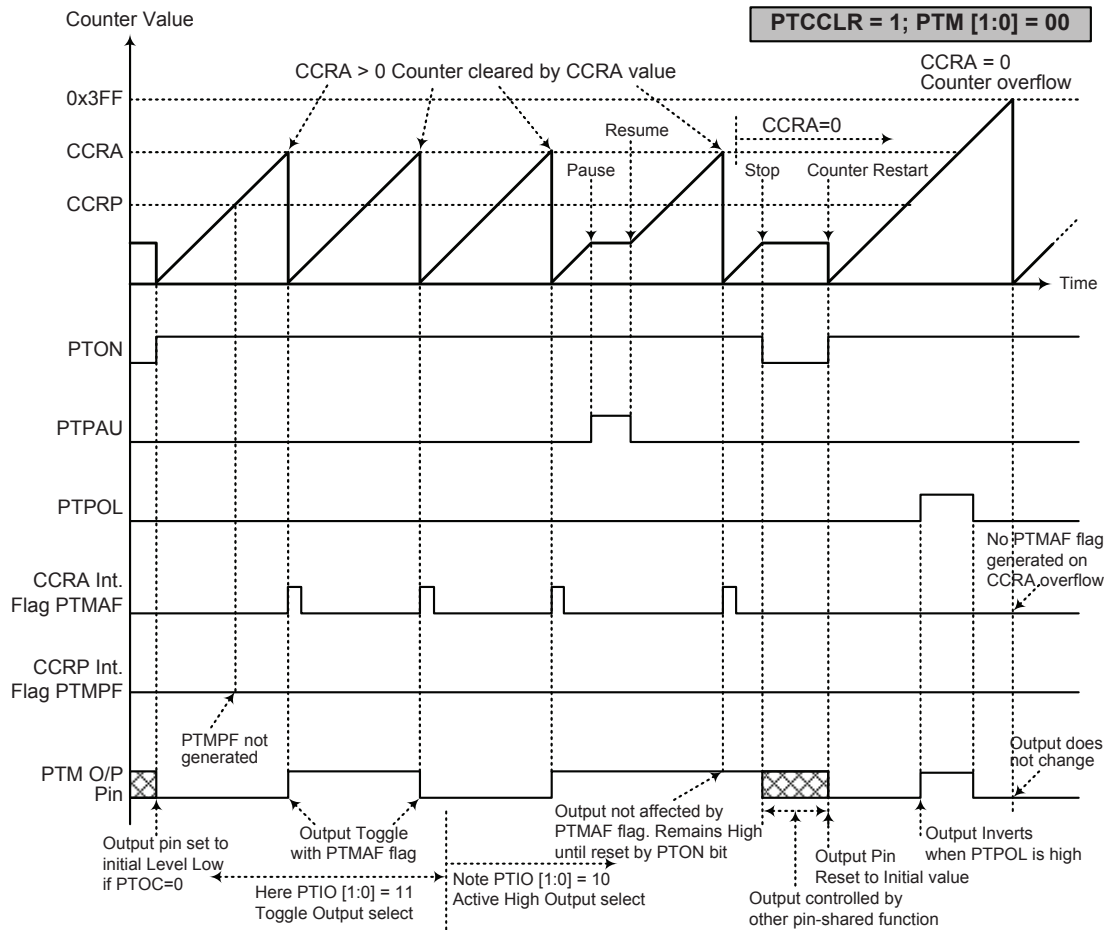 Counter Value
PTCCLR = 1; PTM [1:0] = 00
CCRA > 0 Counter cleared by CCRA value
CCRA = 0
Counter overflow
0x3FF
CCRA=0
Resume
CCRA
Pause
Stop
Counter Restart
CCRP
Time
PTON
PTPAU
PTPOL
No PTMAF flag
generated on
CCRA overflow
CCRA Int.
Flag PTMAF
CCRP Int.
Flag PTMPF
PTMPF not
generated
Output does
not change
PTM O/P
Pin
Output pin set to
initial Level Low
if PTOC=0
Output Toggle
with PTMAF flag
Output not affected by
PTMAF flag. Remains High
until reset by PTON bit
Output Inverts
when PTPOL is high
Output Pin
Reset to Initial value
Here PTIO [1:0] = 11
Toggle Output select
Note PTIO [1:0] = 10
Active High Output select
Output controlled by
other pin-shared function